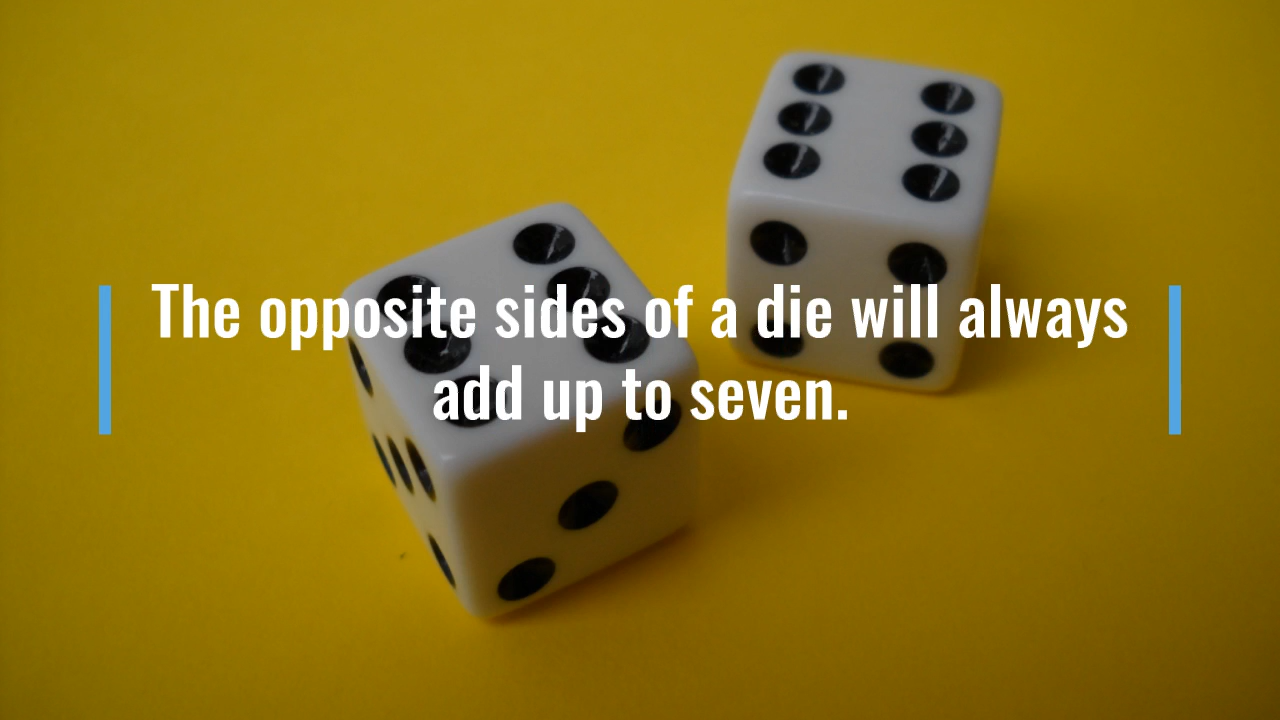 The opposite sides of a die will always
add up to seven.